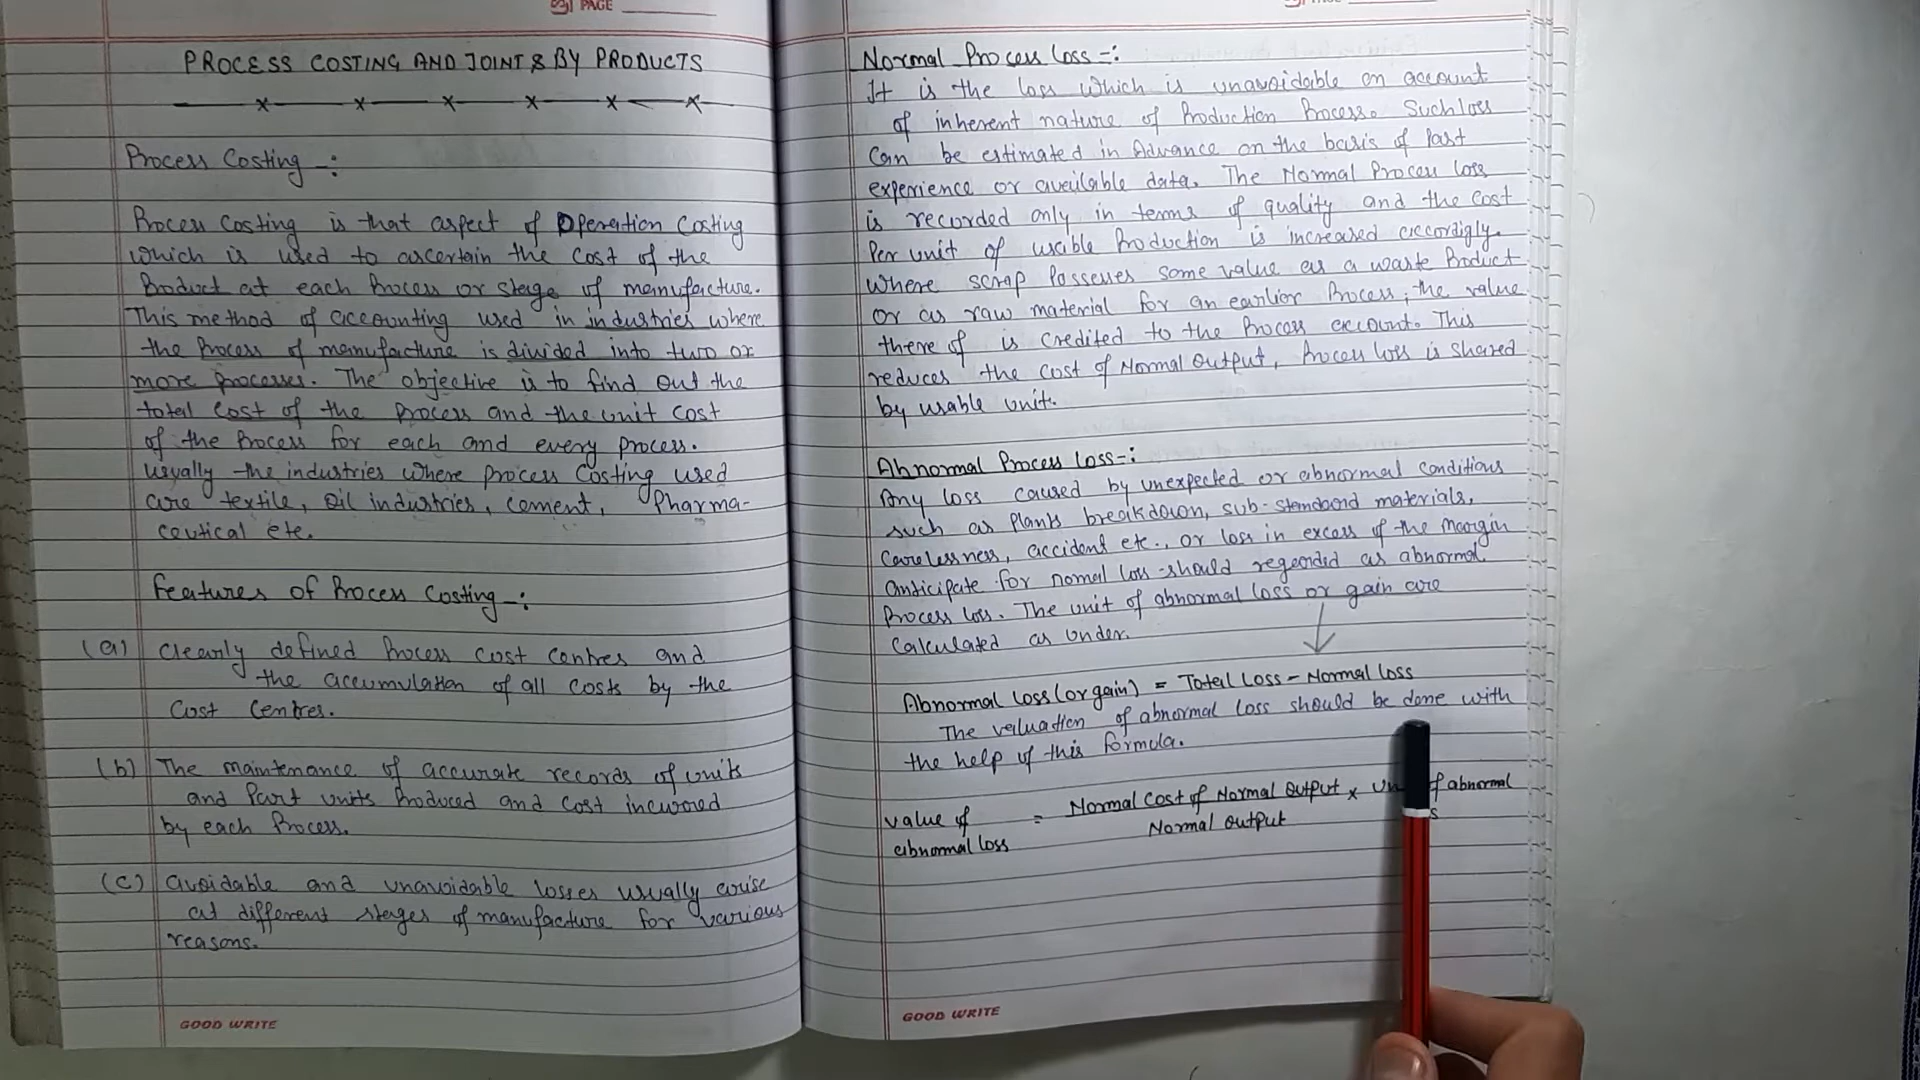 PAGE
PROCESS COSTING AND JOINT & BY PRODUCTS
Process Costing -:
Process Costing is that aspect of Operation Costing
which is used to ascertain the cost of the
Product at each Process or stage of manufacture.
This method of accounting used in industries where
the Process of manufacture is divided into two or
more processes. The objective is to find out the
total cost of the process and the unit cost
of the Process for each and every process.
usually the industries where process Costing used
are textile, oil industries, cement, Pharma-
ceutical etc.
Features of Process Costing -:
(a) Clearly defined Process cost centres and
the accumulation of all costs by the
Cost Centres.
(b) The maintenance of accurate records of units
and Part units Produced and cost incurred
by each Process.
(c) avoidable and unavoidable losses usually arise
at different stages of manufacture for various
reasons.
GOOD WRITE
Normal Process Loss -:
It is the loss which is unavoidable on account
of inherent nature of Production Process. Such loss
Can be estimated in Advance on the basis of Past
experience or available data. The Normal Process loss
is recorded only in terms of quality and the cost
Per unit of usable Production is increased accordigly.
Where scrap Possesses some value as a waste Product
or as raw material for an earlier Process, the value
there of is credited to the Process account. This
reduces the cost of Normal Output, Process loss is shared
by usable unit.
Abnormal Process Loss -:
Any loss caused by unexpected or abnormal conditions
such as Plants breakdown, sub-standard materials,
Carelessness, accident etc., or loss in excess of the margin
anticipate for nomal loss should regarded as abnormal
Process loss. The unit of abnormal loss or gain are
Calculated as under.
Abnormal Loss (or gain) = Total Loss - Normal Loss
The valuation of abnormal Loss should be done with
the help of this formula.
value of abnormal loss = Normal Cost of Normal Output / Normal output × abnormal
GOOD WRITE